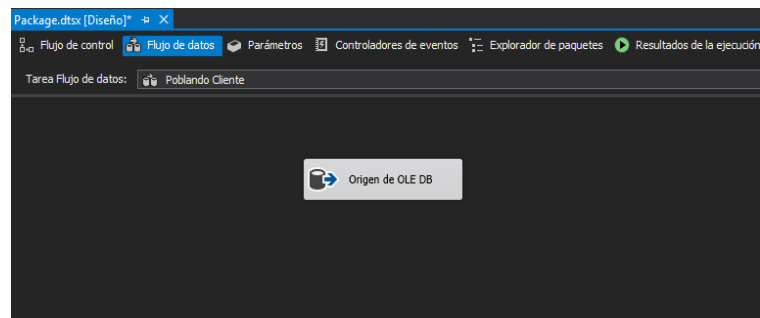 Package.dtsx [Diseño]*
Flujo de control Flujo de datos Parámetros Controladores de eventos Explorador de paquetes Resultados de la ejecución
Tarea Flujo de datos: Poblando Cliente
Origen de OLE DB